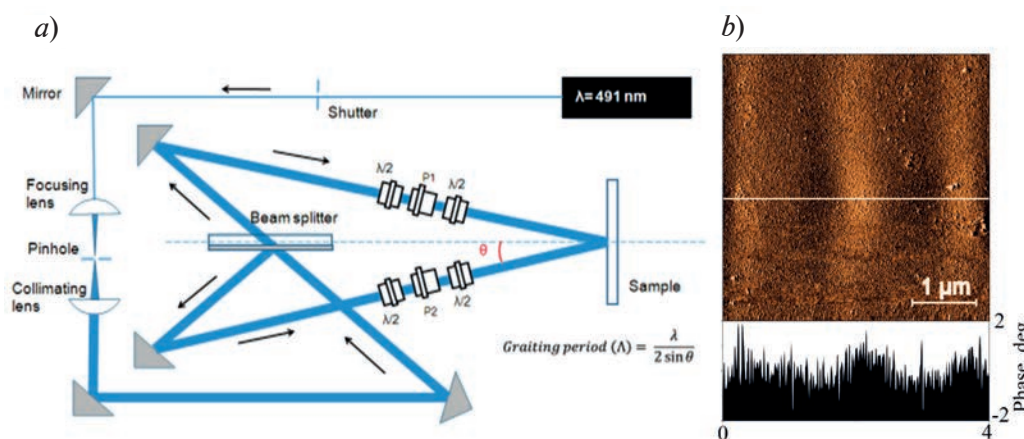 a)
Mirror
Shutter
λ= 491 nm
Focusing
lens
Pinhole
Collimating
lens
Beam splitter
λ/2
P1
λ/2
θ
λ/2
P2
λ/2
Sample
Graiting period (Λ) = λ / 2 sin θ
b)
1 μm
2
-2
Phase, deg
0
4